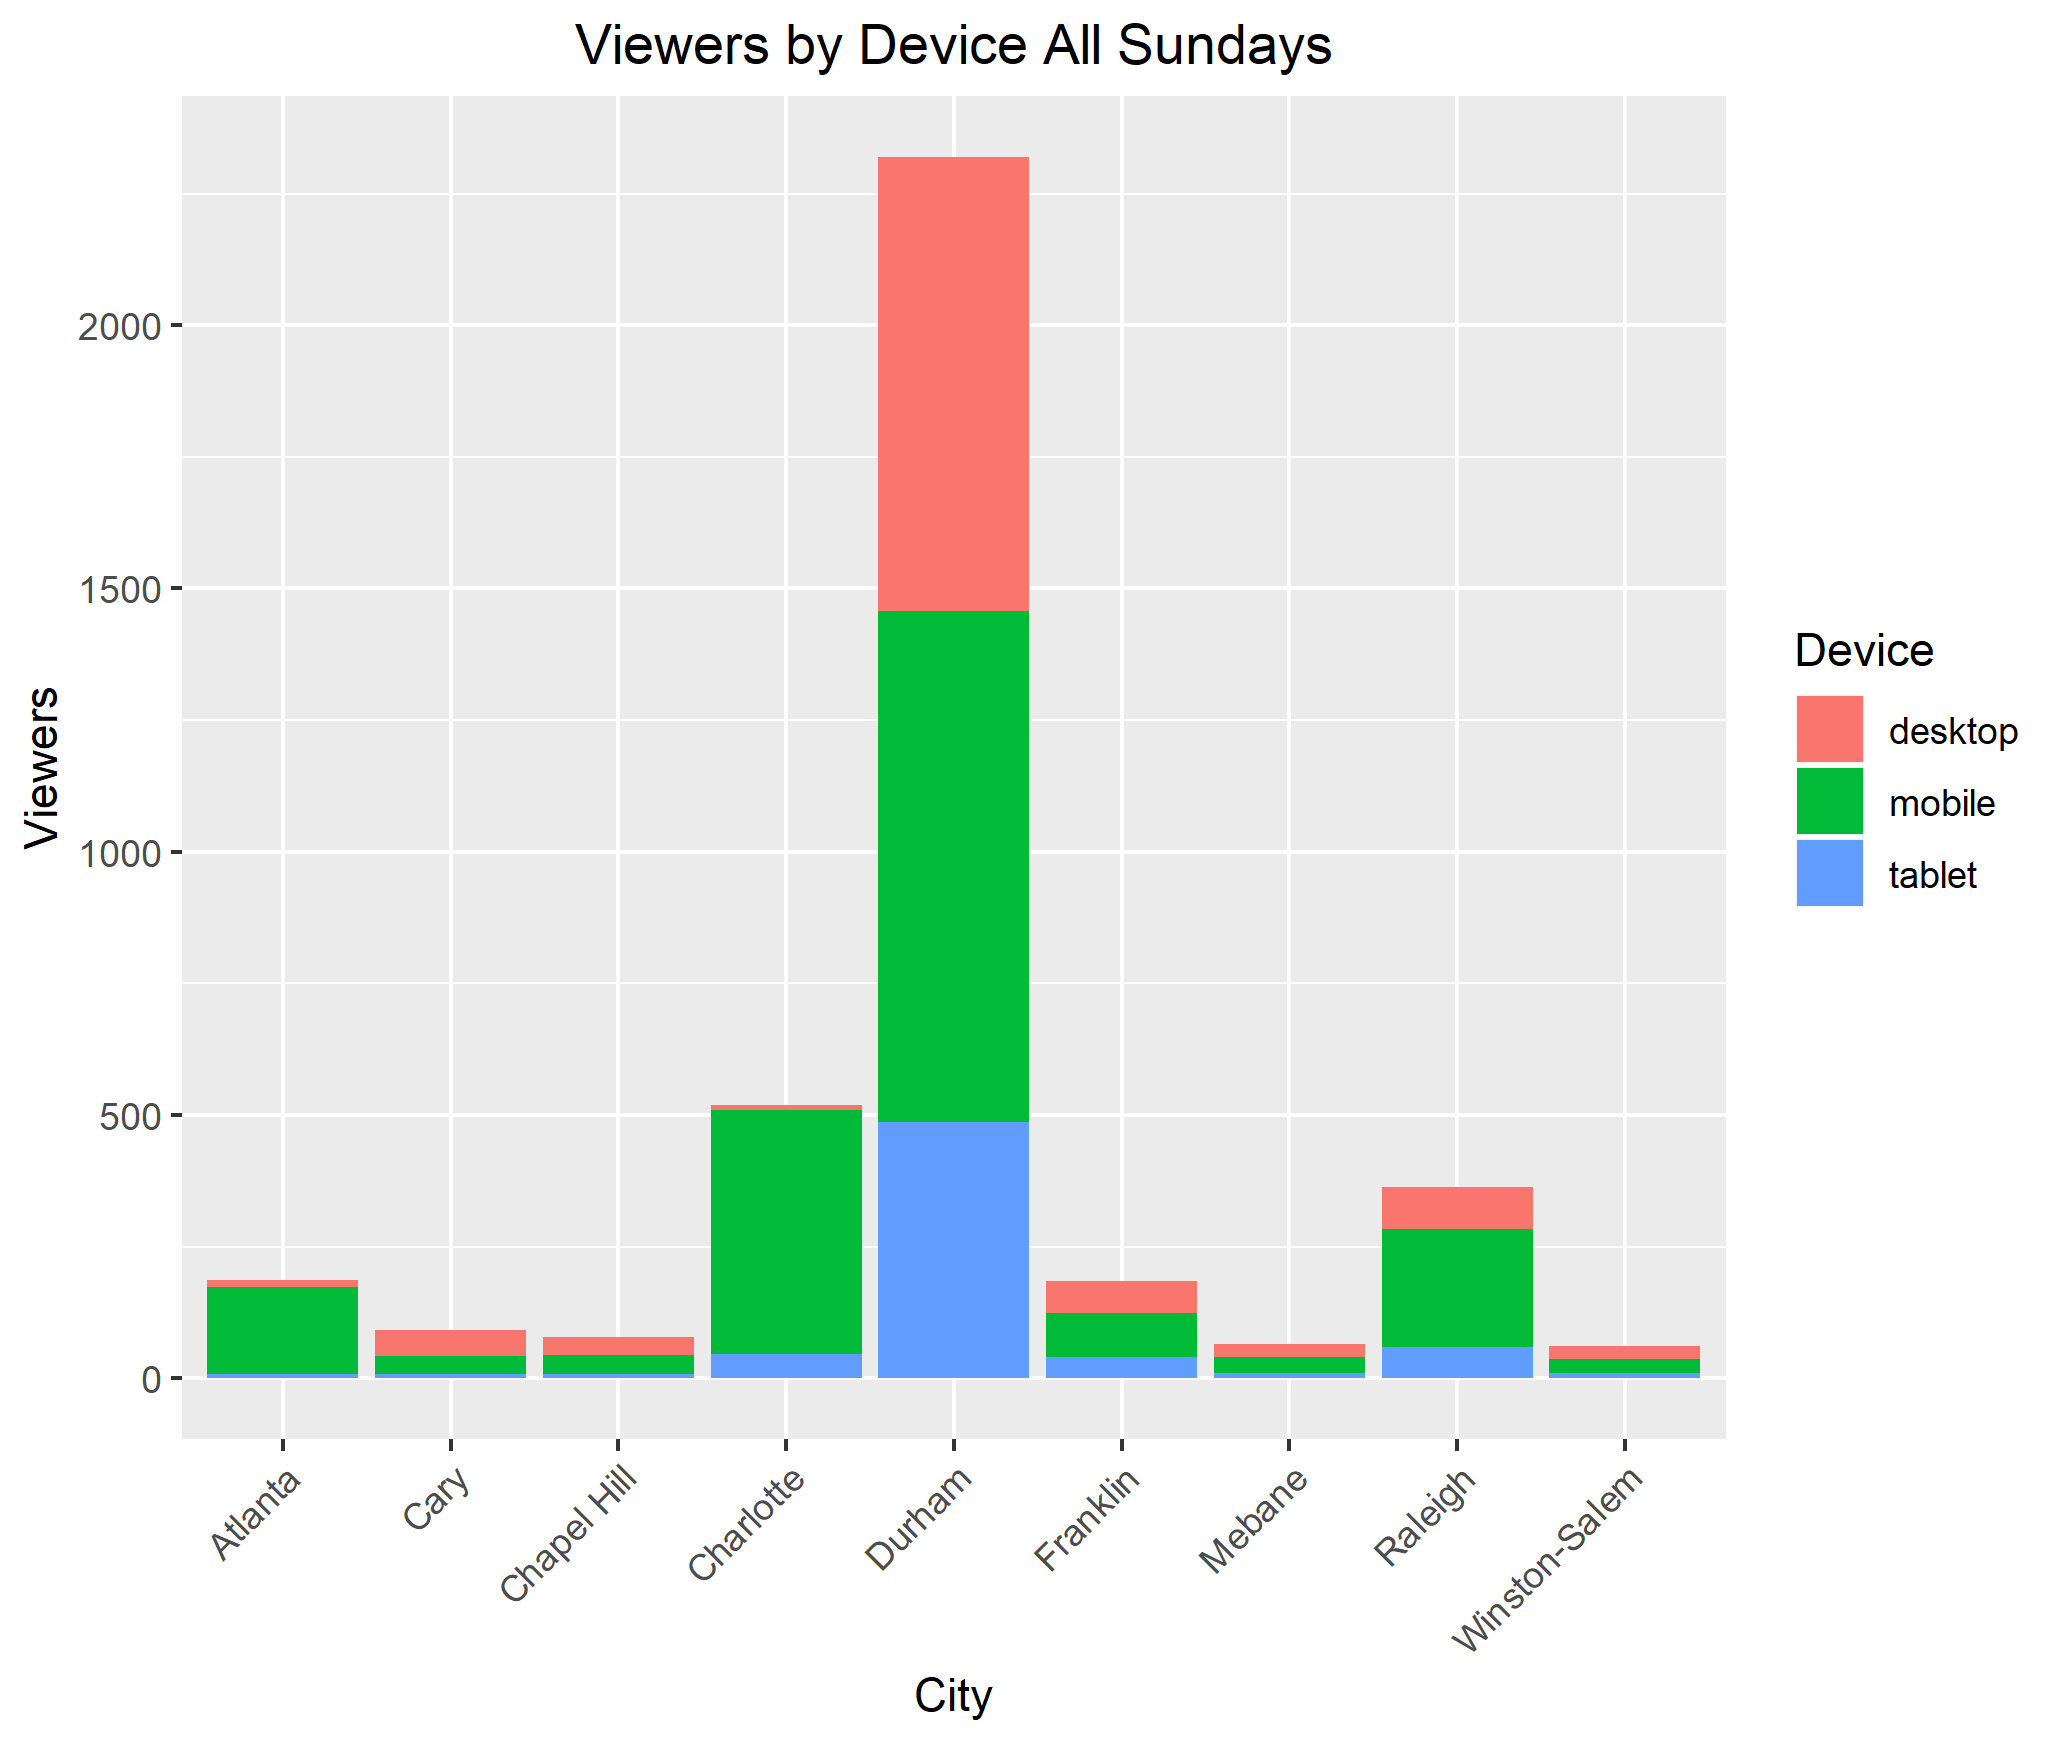 Viewers by Device All Sundays
Viewers
2000
1500
1000
500
0
Atlanta
Cary
Chapel Hill
Charlotte
Durham
Franklin
Mebane
Raleigh
Winston-Salem
City
Device
desktop
mobile
tablet